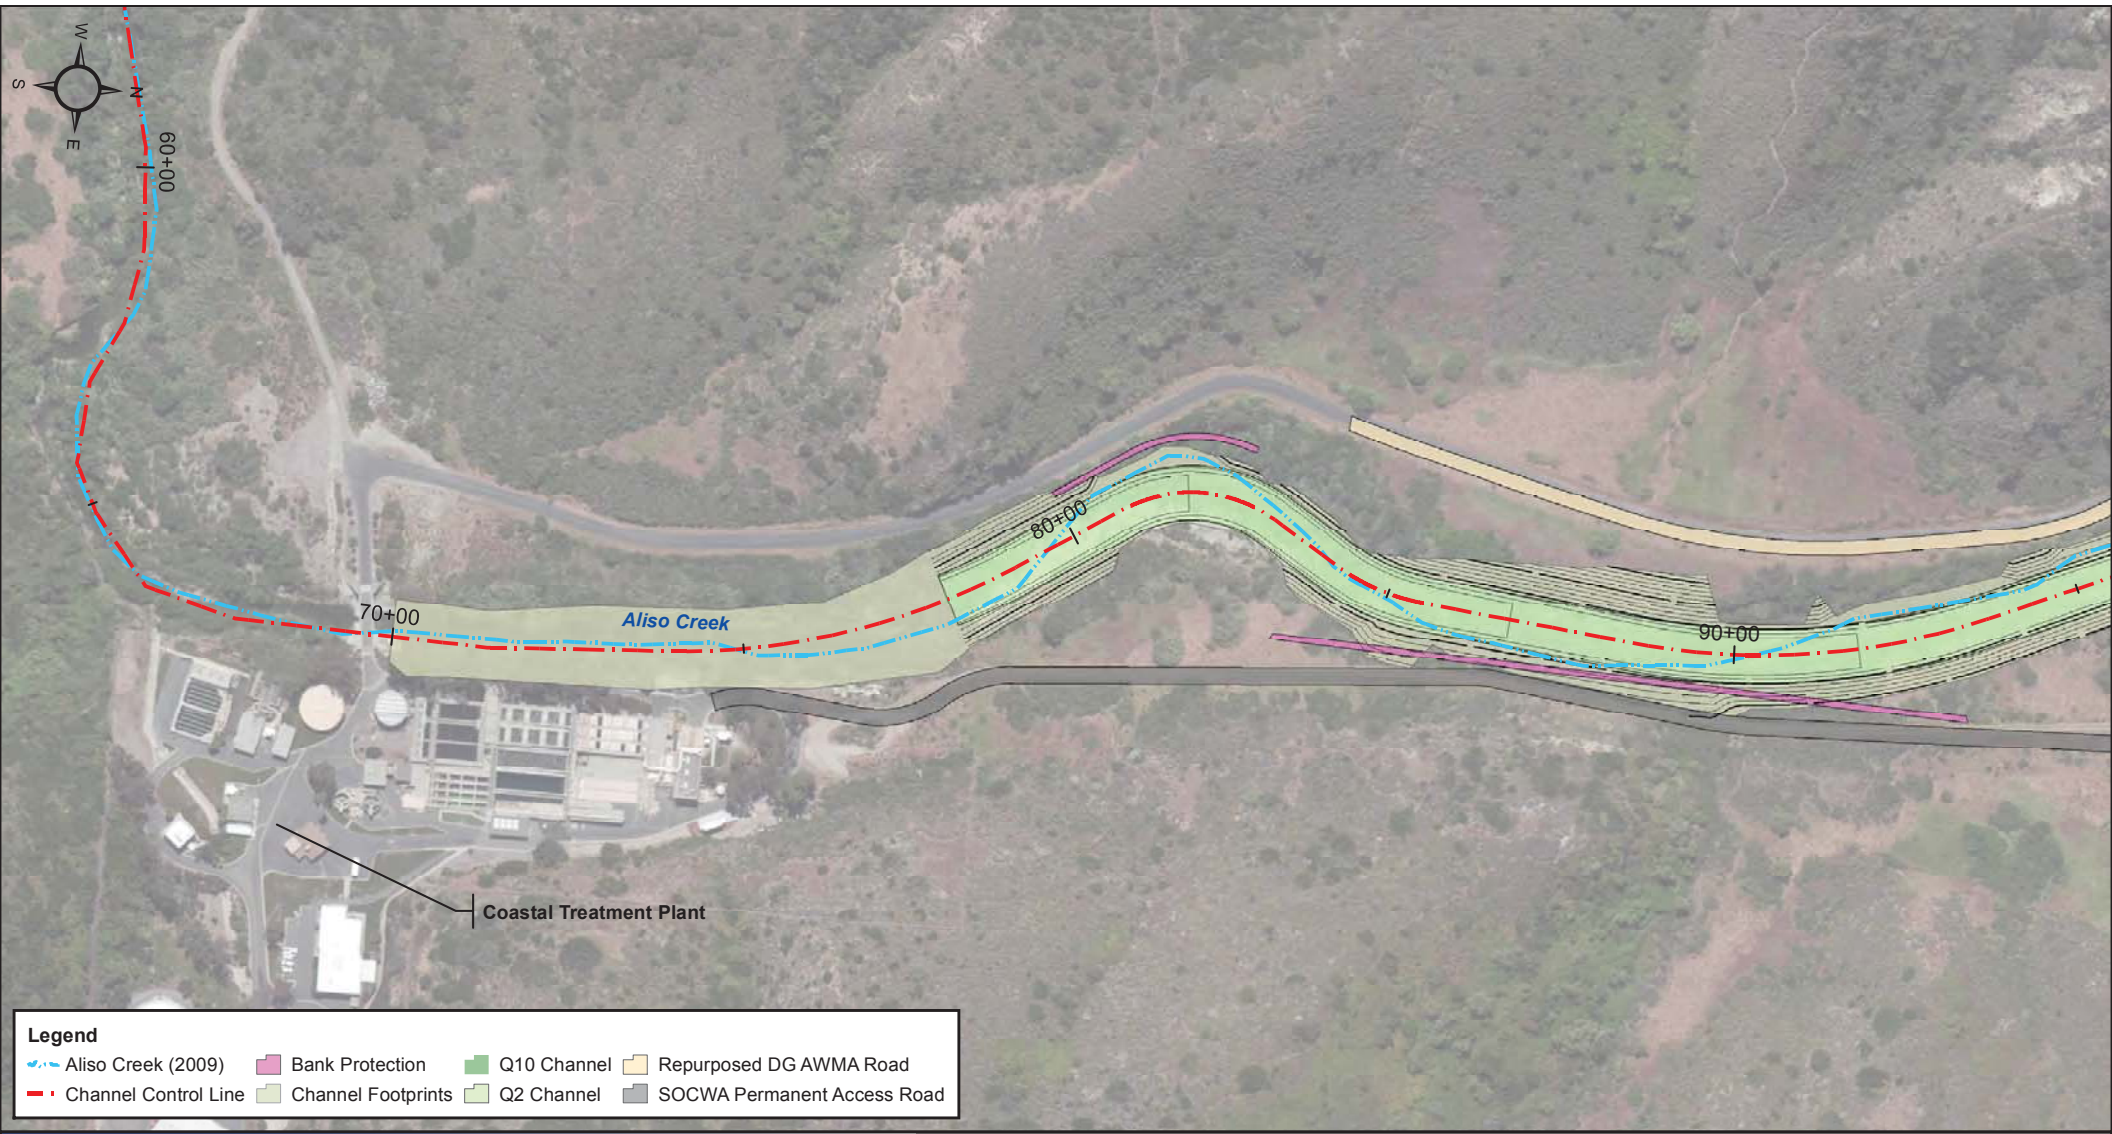 W
S
N
E
60+00
80+00
70+00
Aliso Creek
90+00
Coastal Treatment Plant
Legend
Aliso Creek (2009)
Bank Protection
Q10 Channel
Repurposed DG AWMA Road
Channel Control Line
Channel Footprints
Q2 Channel
SOCWA Permanent Access Road